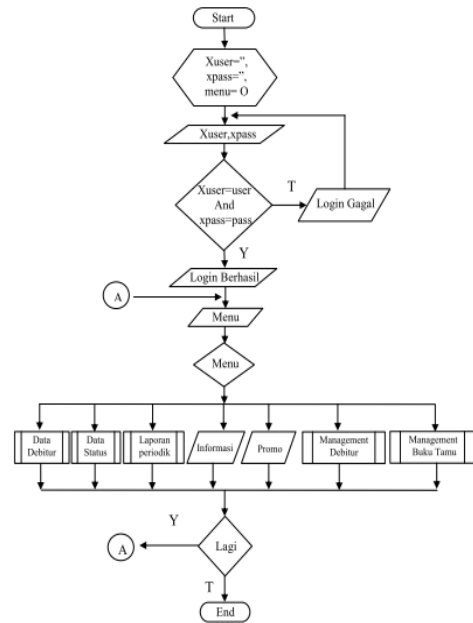 Start
Xuser=”,
xpass=”,
menu= O
Xuser,xpass
Xuser=user
And
xpass=pass
T
Login Gagal
Y
Login Berhasil
A
Menu
Menu
Data
Debitur
Data
Status
Laporan
periodik
Informasi
Promo
Management
Debitur
Management
Buku Tamu
Y
A
Lagi
T
End